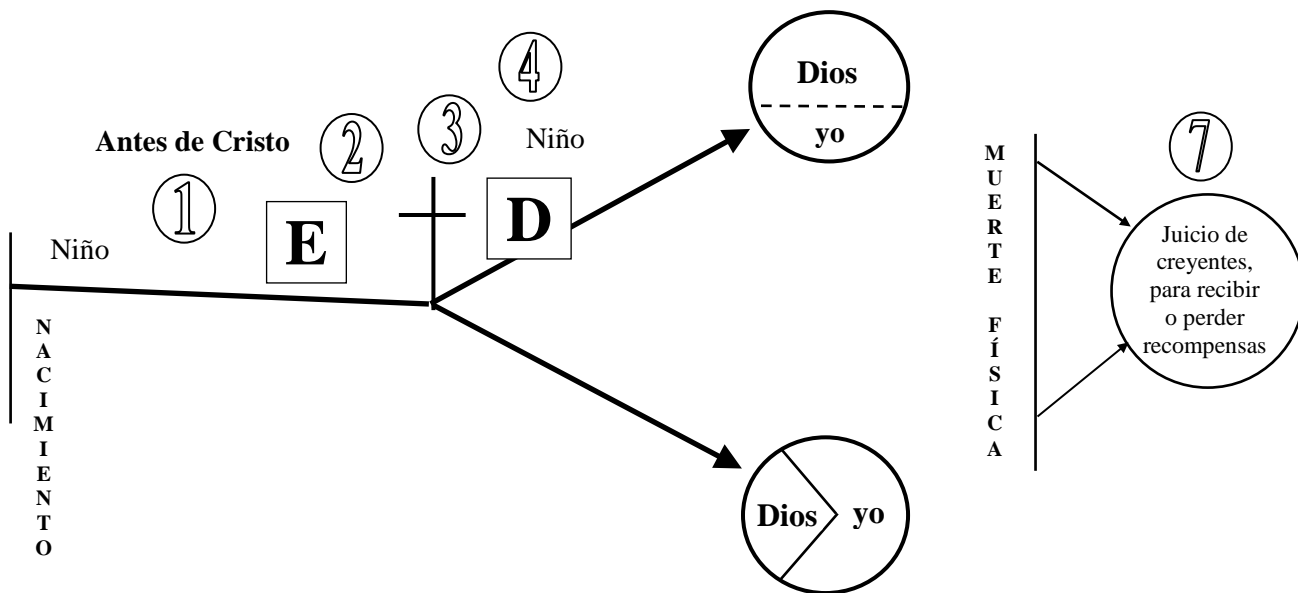 4
Dios
yo
3
Niño
2
Antes de Cristo
7
1
E
D
Niño
NACIMIENTO
MUERTE FÍSICA
Juicio de
creyentes,
para recibir
o perder
recompensas
Dios yo